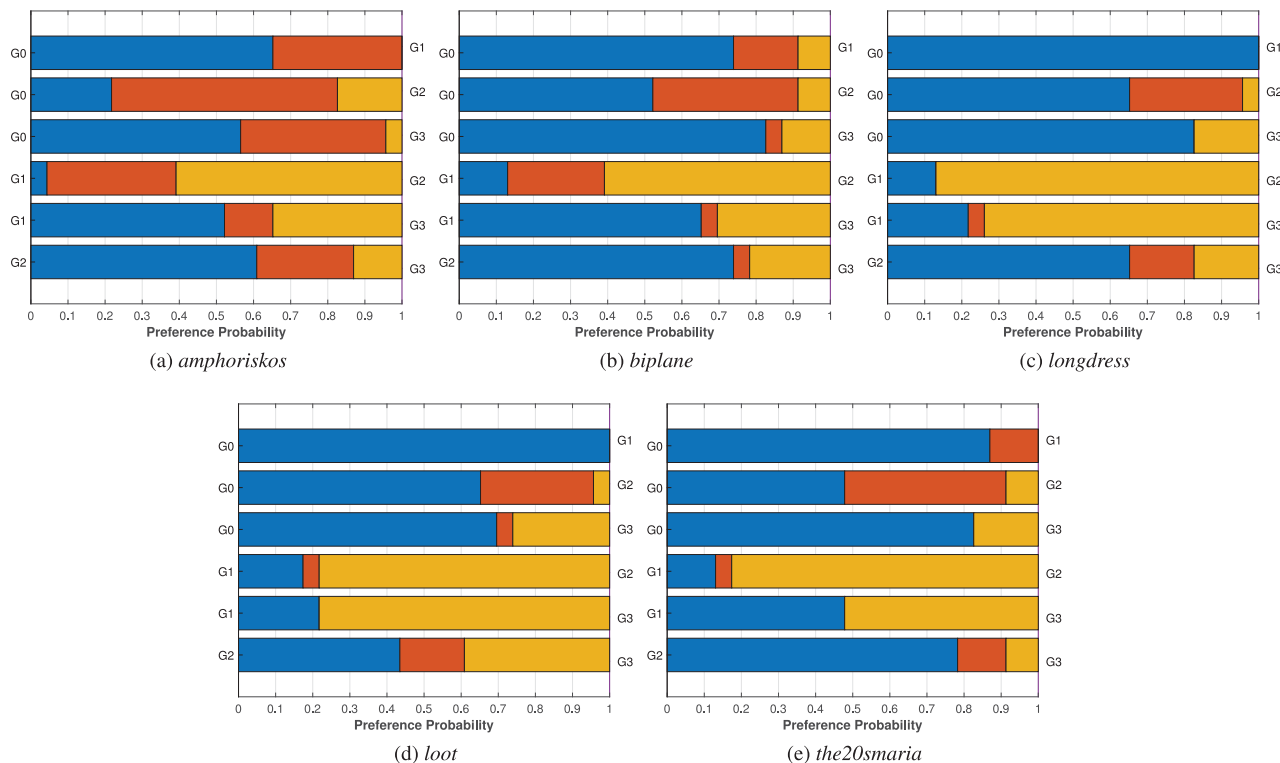 G0 G1
G0 G2
G0 G3
G1 G2
G1 G3
G2 G3
0 0.1 0.2 0.3 0.4 0.5 0.6 0.7 0.8 0.9 1
Preference Probability
(a) amphoriskos
G0 G1
G0 G2
G0 G3
G1 G2
G1 G3
G2 G3
0 0.1 0.2 0.3 0.4 0.5 0.6 0.7 0.8 0.9 1
Preference Probability
(b) biplane
G0 G1
G0 G2
G0 G3
G1 G2
G1 G3
G2 G3
0 0.1 0.2 0.3 0.4 0.5 0.6 0.7 0.8 0.9 1
Preference Probability
(c) longdress
G0 G1
G0 G2
G0 G3
G1 G2
G1 G3
G2 G3
0 0.1 0.2 0.3 0.4 0.5 0.6 0.7 0.8 0.9 1
Preference Probability
(d) loot
G0 G1
G0 G2
G0 G3
G1 G2
G1 G3
G2 G3
0 0.1 0.2 0.3 0.4 0.5 0.6 0.7 0.8 0.9 1
Preference Probability
(e) the20smaria